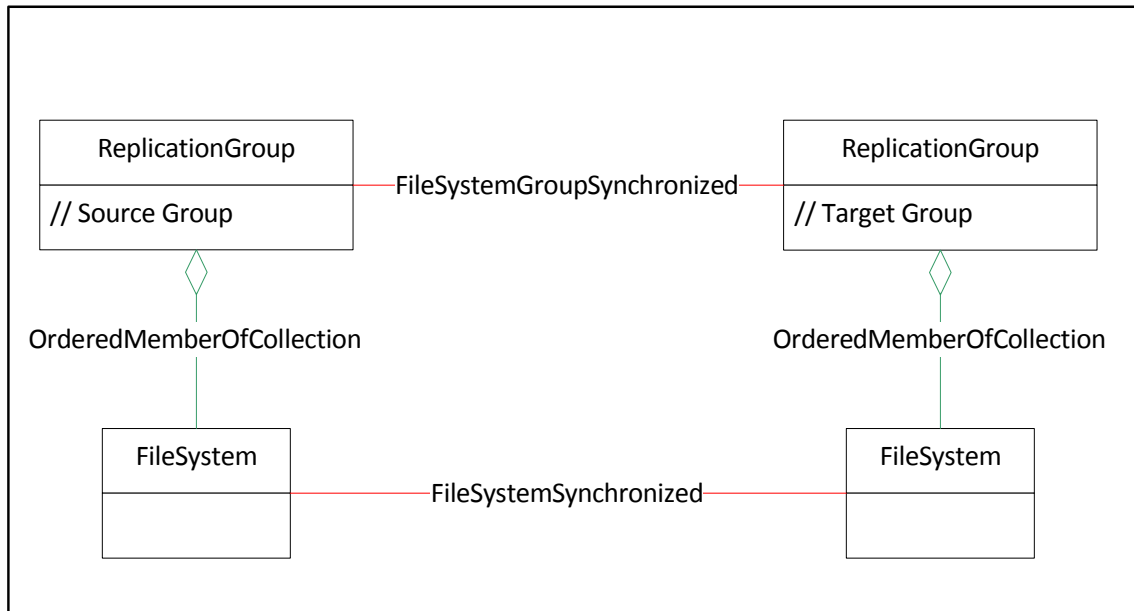 ReplicationGroup
// Source Group
FileSystemGroupSynchronized
ReplicationGroup
// Target Group
OrderedMemberOfCollection
OrderedMemberOfCollection
FileSystem
FileSystemSynchronized
FileSystem